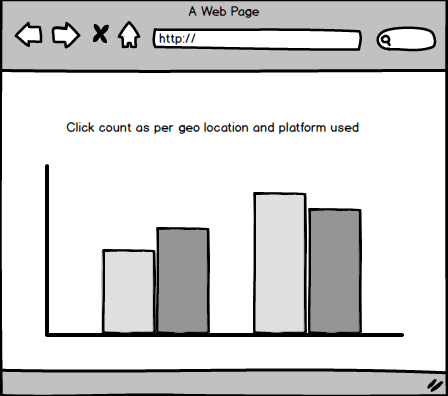 A Web Page
http://
Click count as per geo location and platform used